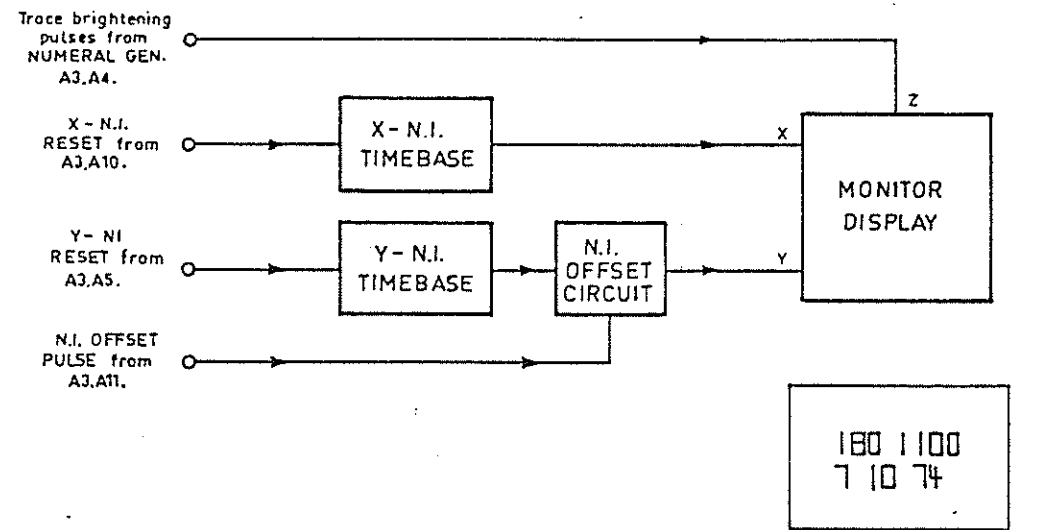 Trace brightening
pulses from
NUMERAL GEN.
A3,A4.
Z
X - N.I.
RESET from
A3,A10.
X - N.I.
TIMEBASE
X
MONITOR
DISPLAY
Y - NI
RESET from
A3,A5.
Y - N.I.
TIMEBASE
N.I.
OFFSET
CIRCUIT
Y
N.I. OFFSET
PULSE from
A3,A11.
180 1100
7 10 74